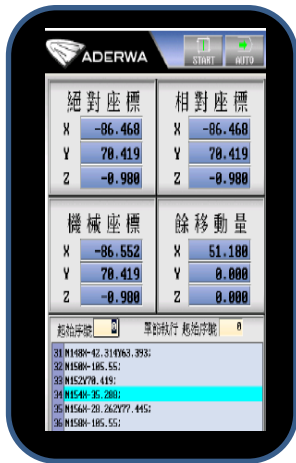 ADERWA
START AUTO
絕對座標 相對座標
X -86.468 X -86.468
Y 70.419 Y 70.419
Z -0.980 Z -0.980
機械座標 餘移動量
X -86.552 X 51.180
Y 70.419 Y 0.000
Z -0.980 Z 0.000
起始序號 0 單節執行 起始序號 0
31 N148X-42.314Y63.393;
32 N150X-105.55;
33 N152Y70.419;
34 N154X-35.288;
35 N156X-28.262Y77.445;
36 N158X-105.55;